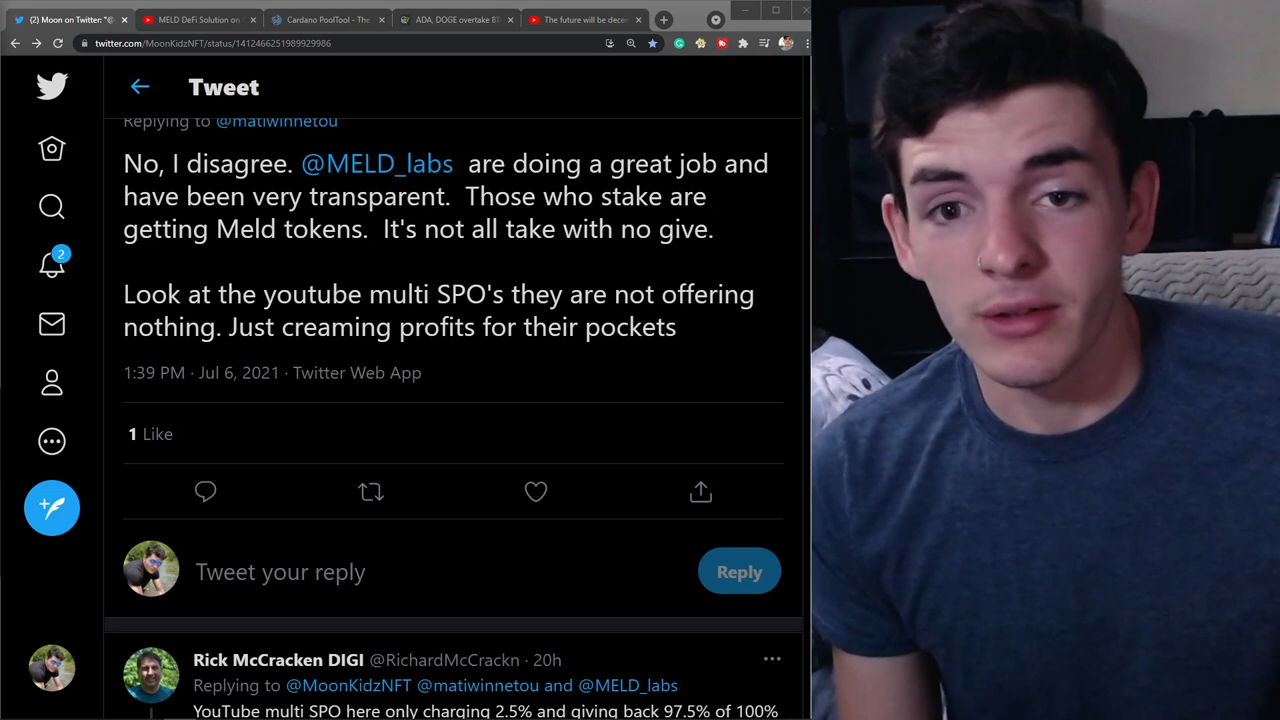 (2) Moon on Twitter: "@
MELD DeFi Solution on
Cardano PoolTool - The
ADA, DOGE overtake BT
The future will be dece
twitter.com/MoonKidzNFT/status/1412466251989929986
Tweet
Replying to @matiwinnetou
No, I disagree. @MELD_labs are doing a great job and
have been very transparent. Those who stake are
getting Meld tokens. It's not all take with no give.
Look at the youtube multi SPO's they are not offering
nothing. Just creaming profits for their pockets
1:39 PM · Jul 6, 2021 · Twitter Web App
1 Like
2
Tweet your reply
Reply
Rick McCracken DIGI @RichardMcCrackn · 20h
Replying to @MoonKidzNFT @matiwinnetou and @MELD_labs
YouTube multi SPO here only charging 2.5% and giving back 97.5% of 100%